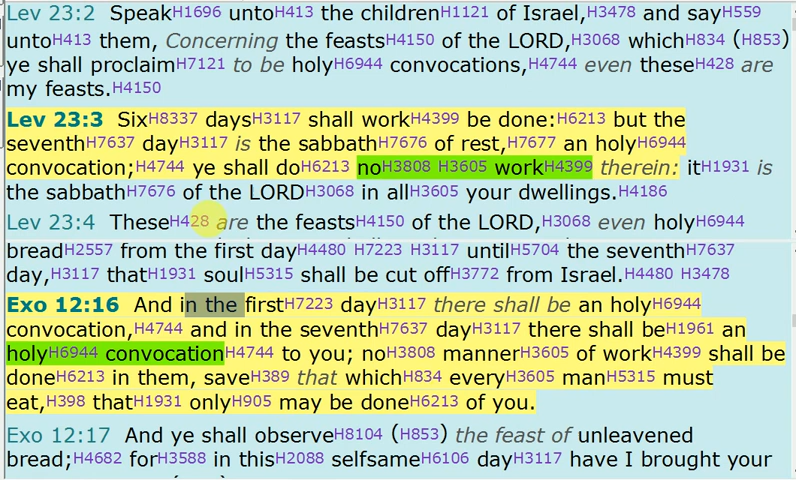 Lev 23:2 SpeakH1696 untoH413 the childrenH1121 of Israel,H3478 and sayH559
untoH413 them, Concerning the feastsH4150 of the LORD,H3068 whichH834 (H853)
ye shall proclaimH7121 to be holyH6944 convocations,H4744 even theseH428 are
my feasts.H4150
Lev 23:3 SixH8337 daysH3117 shall workH4399 be done:H6213 but the
seventhH7637 dayH3117 is the sabbathH7676 of rest,H7677 an holyH6944
convocation;H4744 ye shall doH6213 noH3808 H3605 workH4399 therein: itH1931 is
the sabbathH7676 of the LORDH3068 in allH3605 your dwellings.H4186
Lev 23:4 TheseH428 are the feastsH4150 of the LORD,H3068 even holyH6944
breadH2557 from the first dayH4480 H7223 H3117 untilH5704 the seventhH7637
day,H3117 thatH1931 soulH5315 shall be cut offH3772 from Israel.H4480 H3478
Exo 12:16 And in the firstH7223 dayH3117 there shall be an holyH6944
convocation,H4744 and in the seventhH7637 dayH3117 there shall beH1961 an
holyH6944 convocationH4744 to you; noH3808 mannerH3605 of workH4399 shall be
doneH6213 in them, saveH389 that whichH834 everyH3605 manH5315 must
eat,H398 thatH1931 onlyH905 may be doneH6213 of you.
Exo 12:17 And ye shall observeH8104 (H853) the feast of unleavened
bread;H4682 forH3588 in thisH2088 selfsameH6106 dayH3117 have I brought your